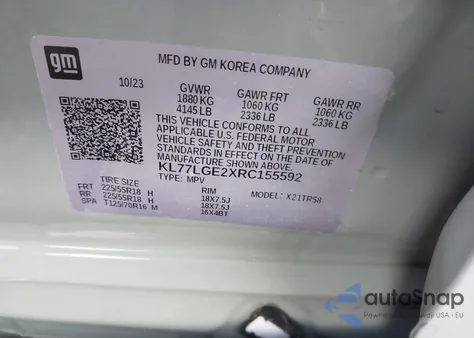 gm
MFD BY GM KOREA COMPANY
10/23
GVWR GAWR FRT GAWR RR
1880 KG 1060 KG 1060 KG
4145 LB 2336 LB 2336 LB
THIS VEHICLE CONFORMS TO ALL
APPLICABLE U.S. FEDERAL MOTOR
VEHICLE SAFETY
THEFT PREVENTION STANDARDS
IN EFFECT ON THE DATE OF
MANUFACTURE SHOWN ABOVE.
KL77LGE2XRC155592
TYPE: MPV MODEL: X21TR58
TIRE SIZE RIM
FRT 225/55R18 H 18X7.5J
RR 225/55R18 H 18X7.5J
SPA T125/70R16 M 16X4BT
autoSnap
USA i EU